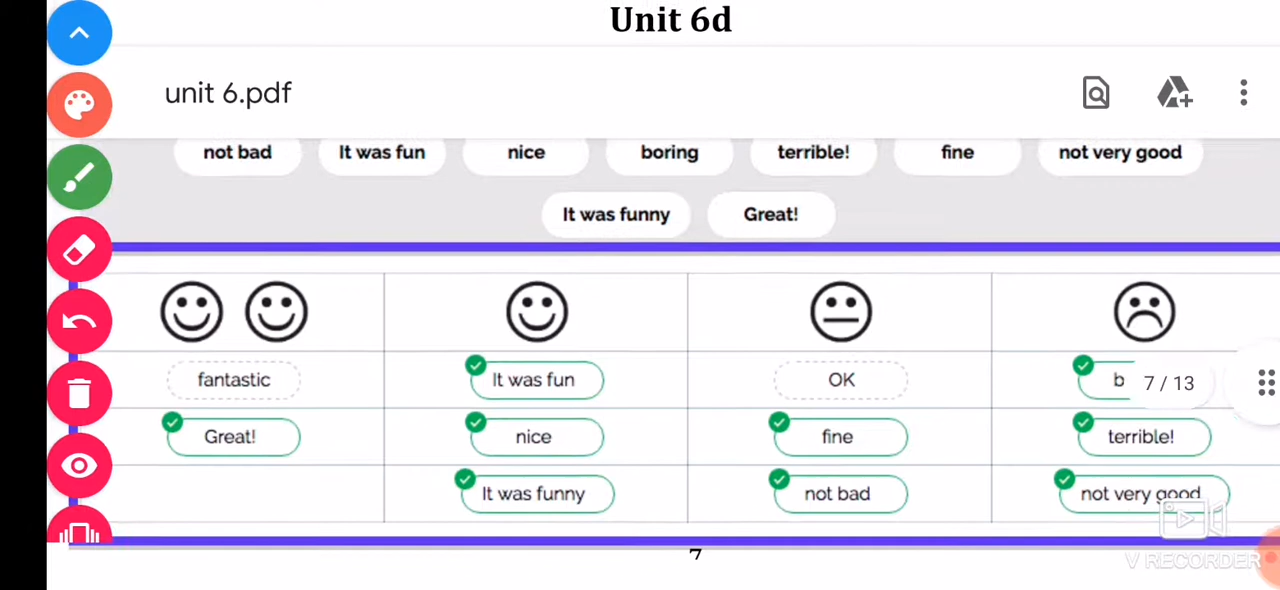 Unit 6d
unit 6.pdf
not bad It was fun nice boring terrible! fine not very good
It was funny Great!
fantastic It was fun OK b
7 / 13
Great! nice fine terrible!
It was funny not bad not very good
7
V RECORDER